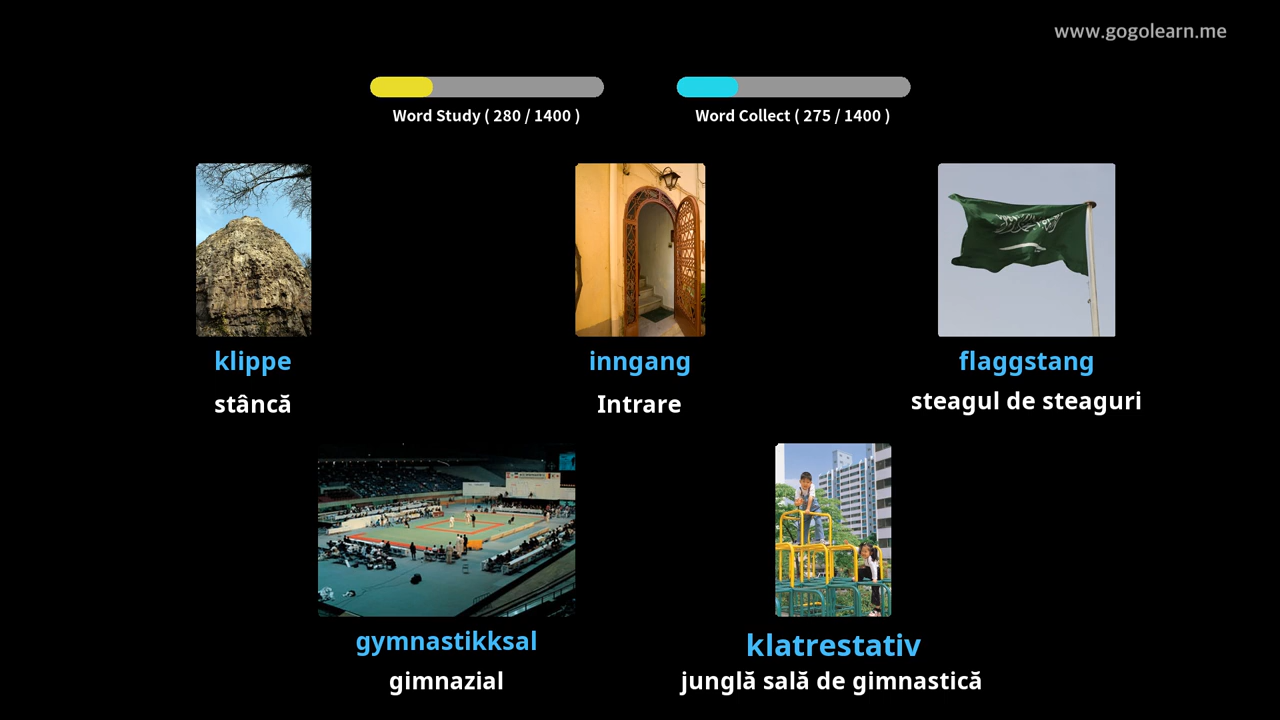 www.gogolearn.me
Word Study ( 280 / 1400 )
Word Collect ( 275 / 1400 )
klippe
stâncă
inngang
Intrare
flaggstang
steagul de steaguri
gymnastikksal
gimnazial
klatrestativ
junglă sală de gimnastică